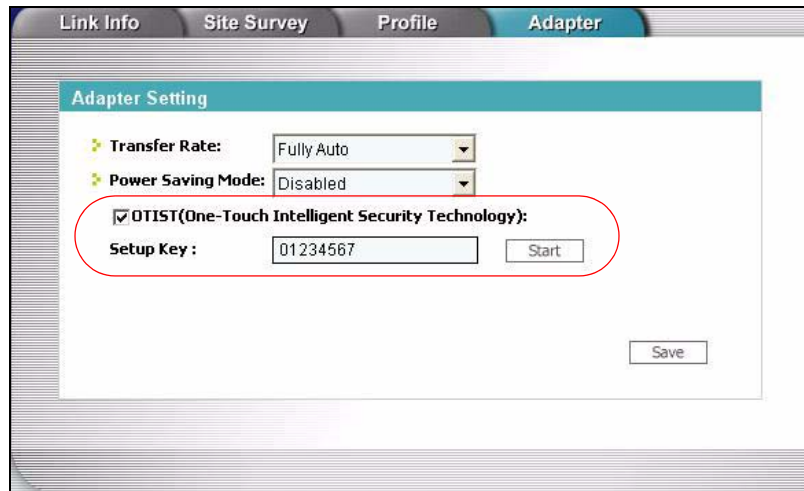 Link Info Site Survey Profile Adapter
Adapter Setting
Transfer Rate: Fully Auto
Power Saving Mode: Disabled
OTIST(One-Touch Intelligent Security Technology):
Setup Key : 01234567 Start
Save